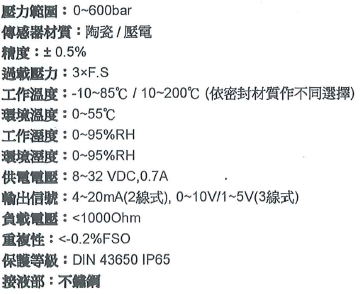 壓力範圍：0~600bar
傳感器材質：陶瓷 / 壓電
精度：± 0.5%
過載壓力：3×F.S
工作溫度：-10~85℃ / 10~200℃ (依密封材質作不同選擇)
環境溫度：0~55℃
工作溼度：0~95%RH
環境溼度：0~95%RH
供電電壓：8~32 VDC,0.7A
輸出信號：4~20mA(2線式), 0~10V/1~5V(3線式)
負載電壓：<1000Ohm
重複性：<-0.2%FSO
保護等級：DIN 43650 IP65
接液部：不鏽鋼